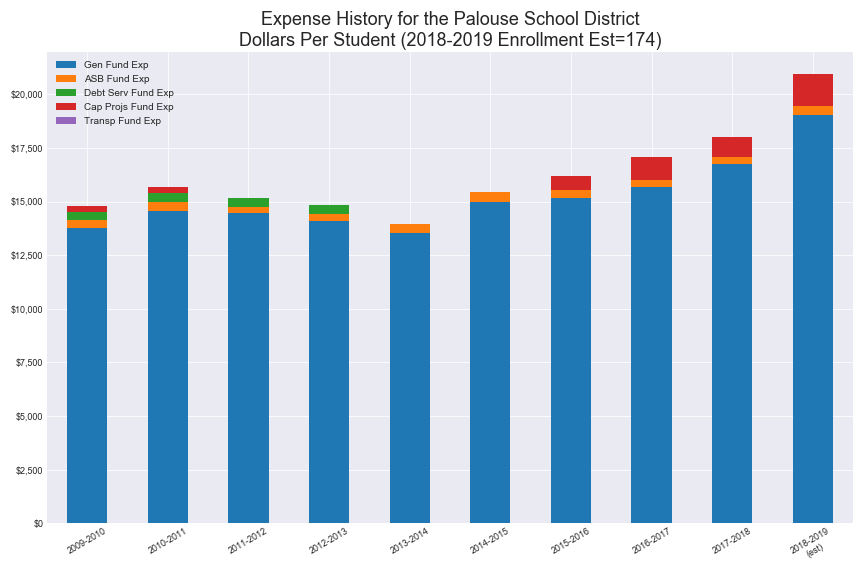 Expense History for the Palouse School District
Dollars Per Student (2018-2019 Enrollment Est=174)
Gen Fund Exp
ASB Fund Exp
Debt Serv Fund Exp
Cap Projs Fund Exp
Transp Fund Exp
$20,000
$17,500
$15,000
$12,500
$10,000
$7,500
$5,000
$2,500
$0
2009-2010
2010-2011
2011-2012
2012-2013
2013-2014
2014-2015
2015-2016
2016-2017
2017-2018
2018-2019
(est)